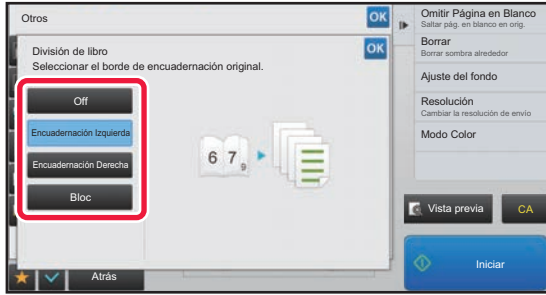 Otros
OK
División de libro
OK
Seleccionar el borde de encuadernación original.
Off
Encuadernación Izquierda
Encuadernación Derecha
Bloc
6 7 9
Atrás
Omitir Página en Blanco
Saltar pág. en blanco en orig.
Borrar
Borrar sombra alrededor
Ajuste del fondo
Resolución
Cambiar la resolución de envío
Modo Color
Vista previa
CA
Iniciar